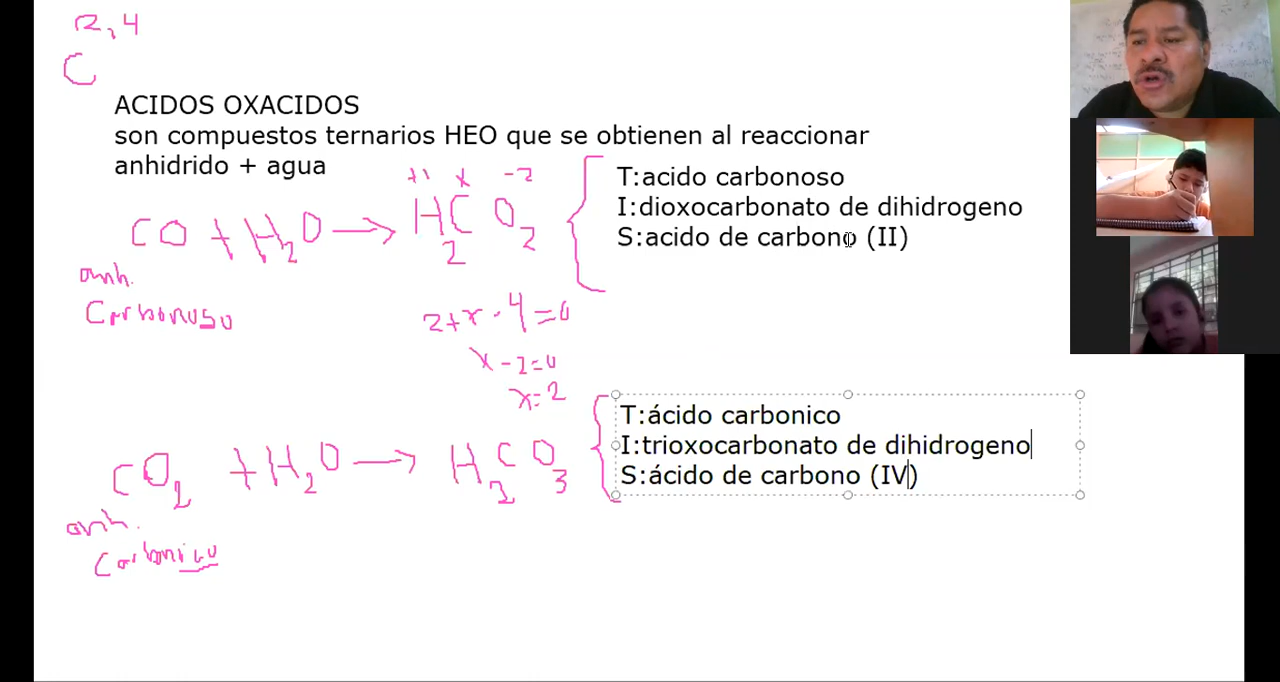 2,4
C
ACIDOS OXACIDOS
son compuestos ternarios HEO que se obtienen al reaccionar
anhidrido + agua
+1 x -2
CO + H2O → H2CO2
anh.
Carbonoso
T:acido carbonoso
I:dioxocarbonato de dihidrogeno
S:acido de carbono (II)
2+x-4=0
x-2=0
x=2
CO2 + H2O → H2CO3
anh.
Carbonico
T:ácido carbonico
I:trioxocarbonato de dihidrogeno
S:ácido de carbono (IV)